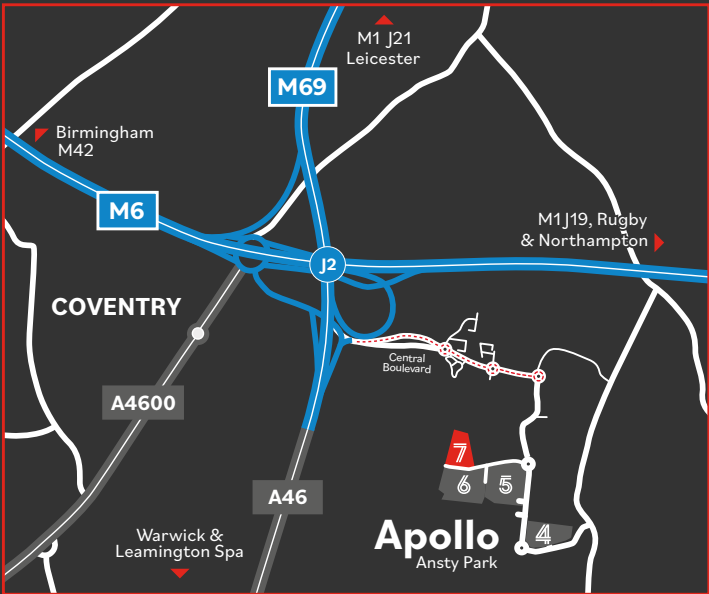 M1 J21
Leicester
M69
Birmingham
M42
M6
M1 J19, Rugby
& Northampton
J2
COVENTRY
Central
Boulevard
A4600
7
6
5
A46
4
Apollo
Ansty Park
Warwick &
Leamington Spa